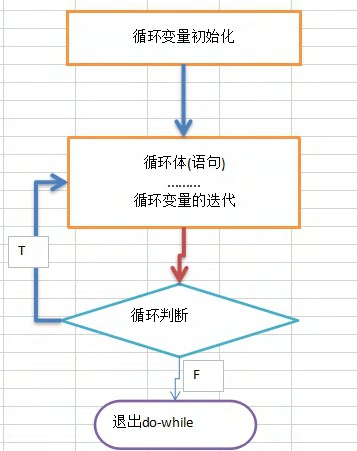 循环变量初始化
循环体(语句)
………
循环变量的迭代
T
循环判断
F
退出do-while